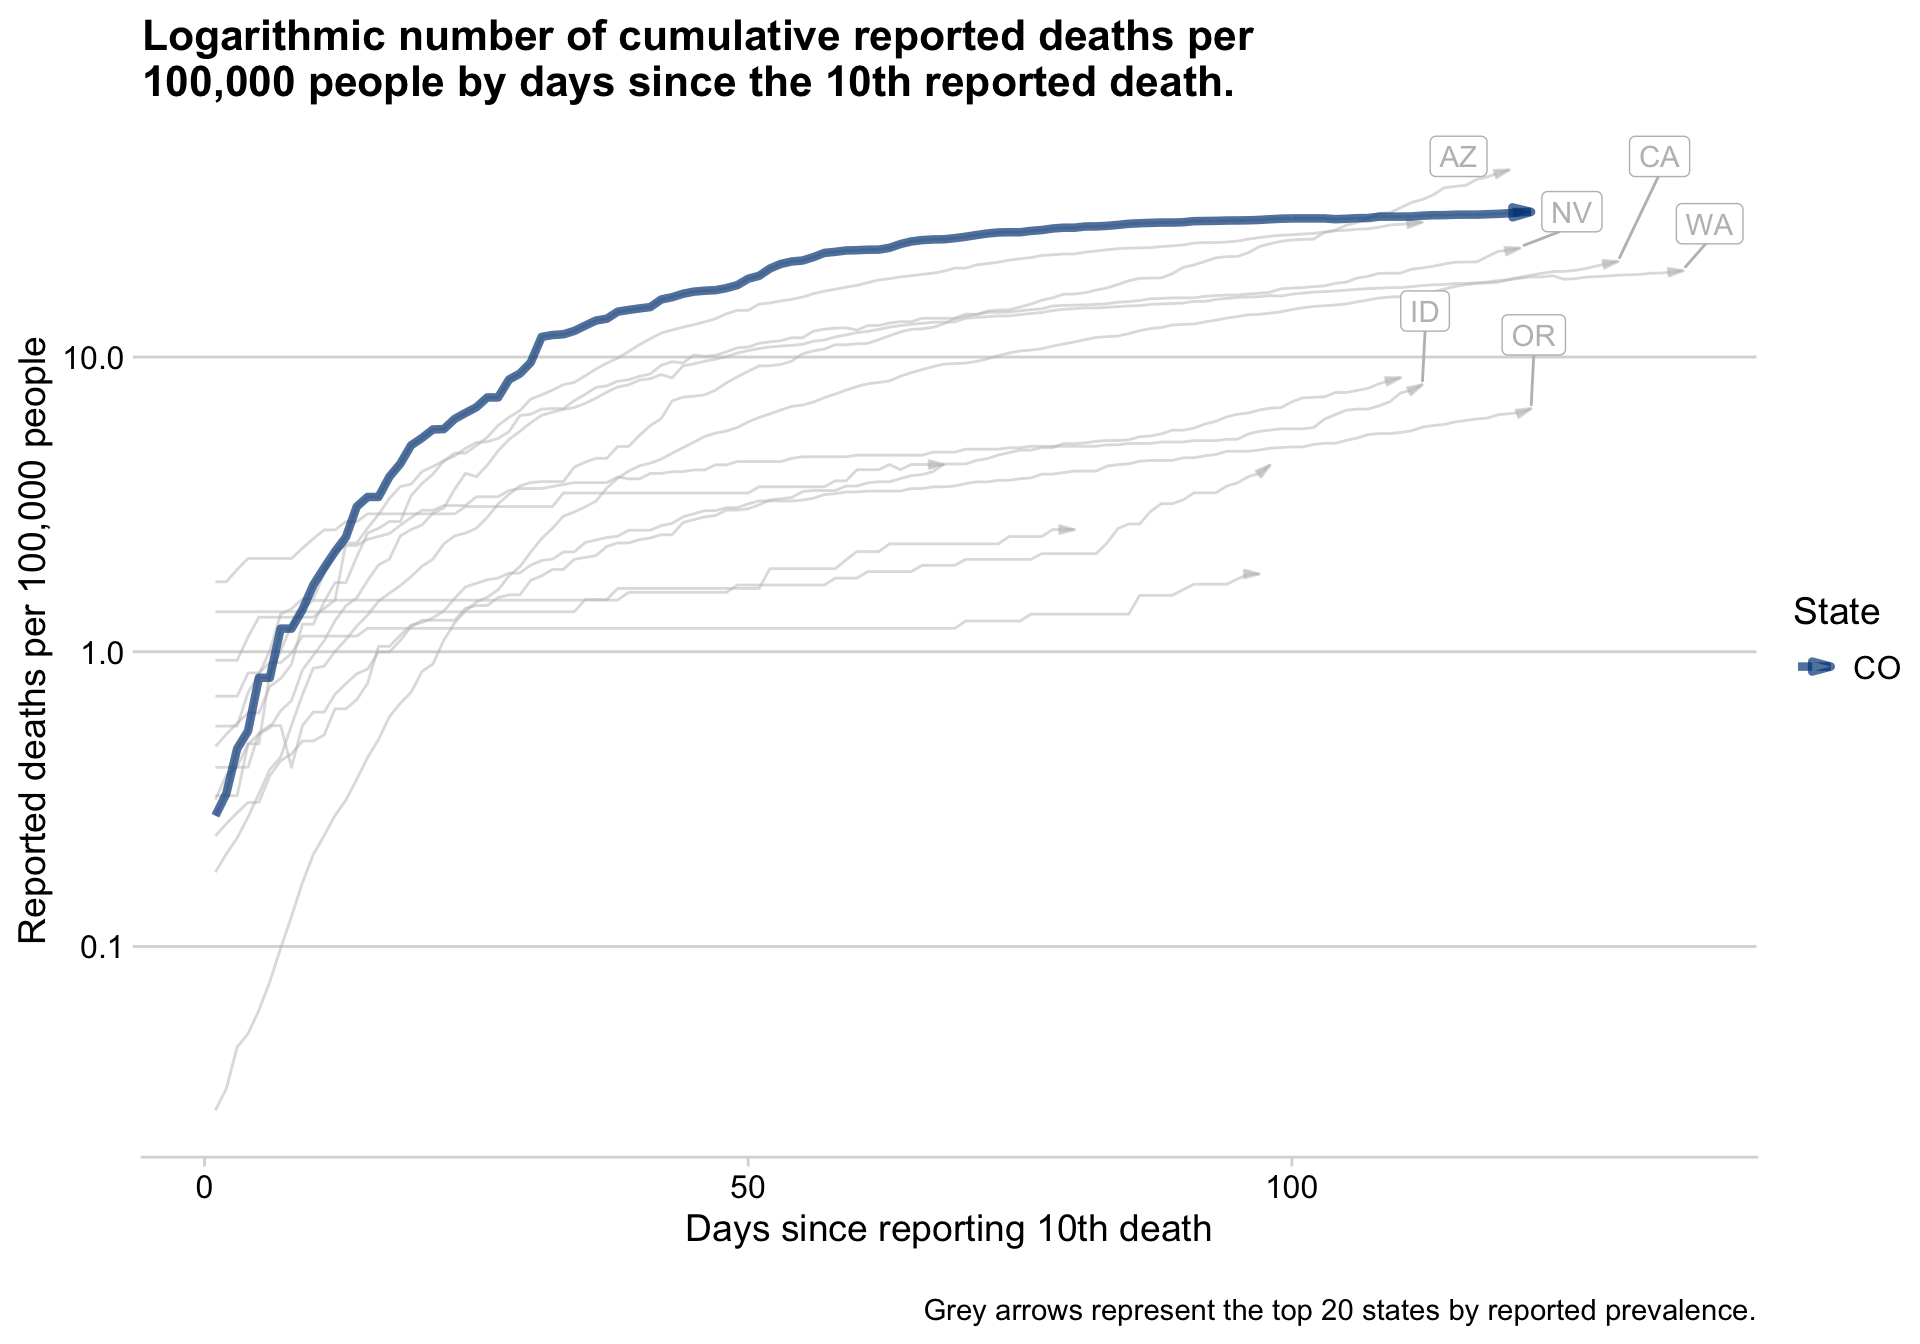 Logarithmic number of cumulative reported deaths per
100,000 people by days since the 10th reported death.
AZ
CA
NV
WA
ID
OR
Reported deaths per 100,000 people
10.0
1.0
0.1
State
CO
0
50
100
Days since reporting 10th death
Grey arrows represent the top 20 states by reported prevalence.